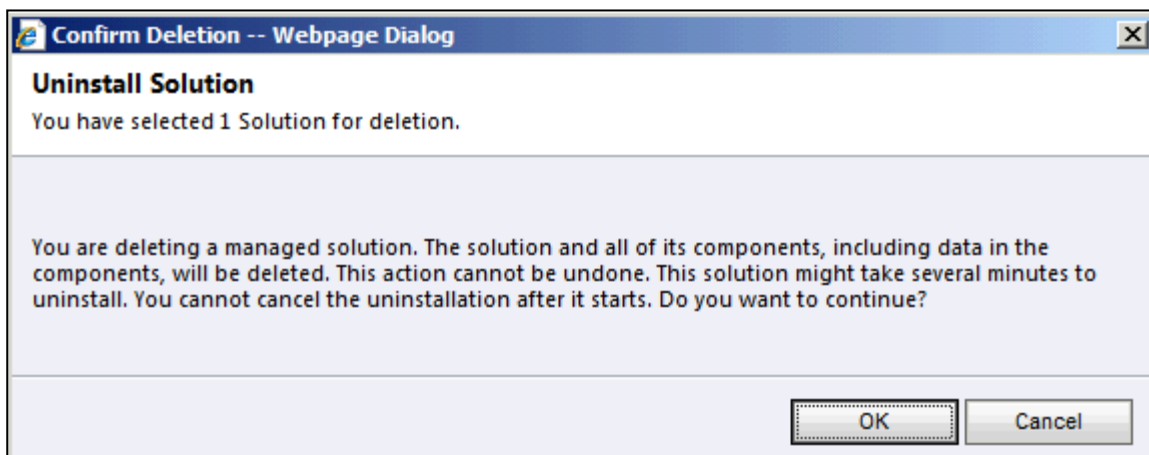 Confirm Deletion -- Webpage Dialog
Uninstall Solution
You have selected 1 Solution for deletion.
You are deleting a managed solution. The solution and all of its components, including data in the
components, will be deleted. This action cannot be undone. This solution might take several minutes to
uninstall. You cannot cancel the uninstallation after it starts. Do you want to continue?
OK Cancel